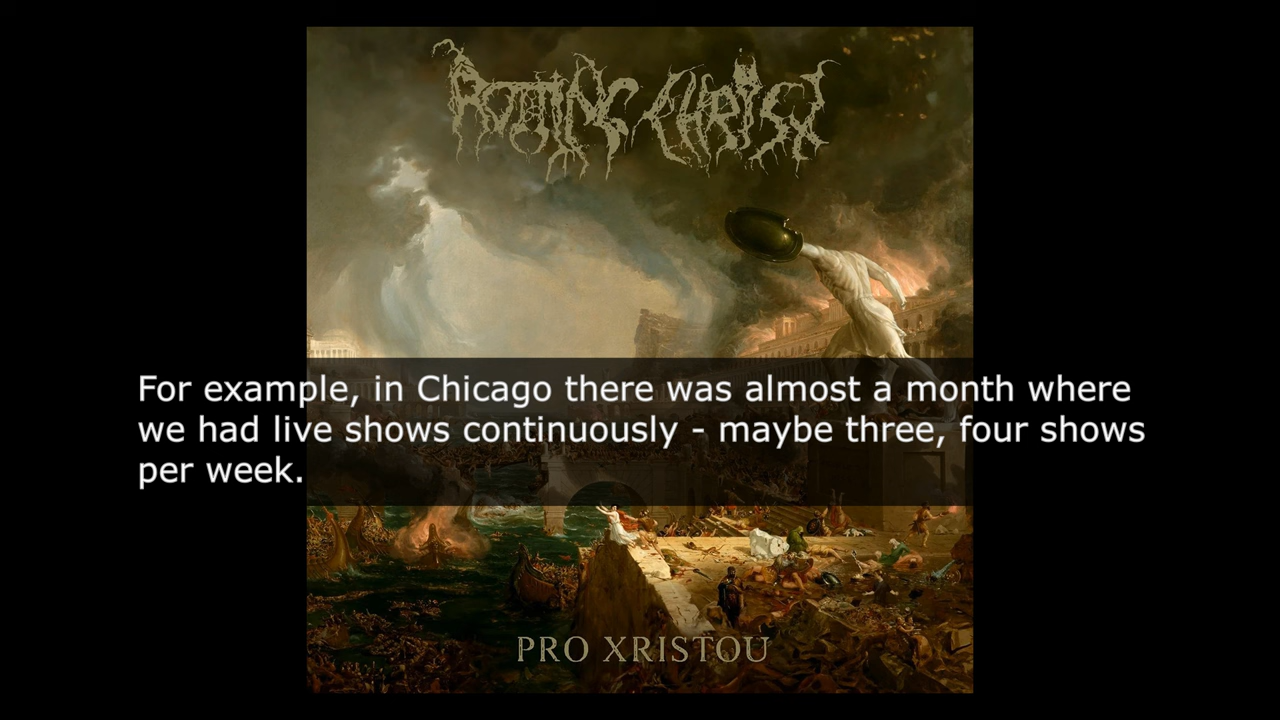 ROTTING CHRIST
For example, in Chicago there was almost a month where
we had live shows continuously - maybe three, four shows
per week.
PRO XRISTOU